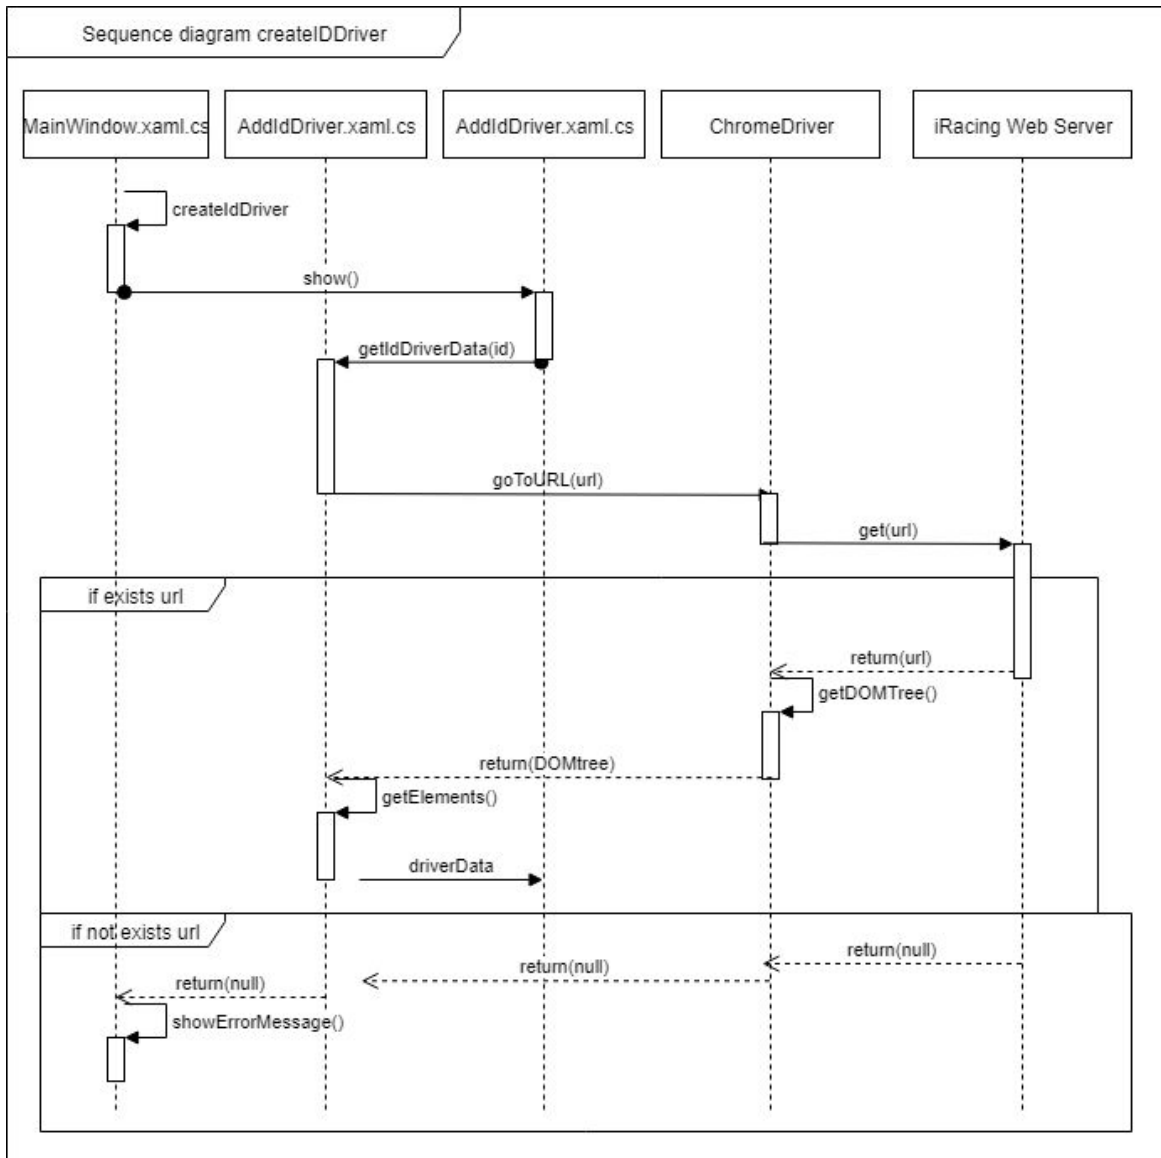 Sequence diagram createIDDriver
MainWindow.xaml.cs
AddIdDriver.xaml.cs
AddIdDriver.xaml.cs
ChromeDriver
iRacing Web Server
createIdDriver
show()
getIdDriverData(id)
goToURL(url)
get(url)
if exists url
return(url)
getDOMTree()
return(DOMtree)
getElements()
driverData
if not exists url
return(null)
return(null)
return(null)
showErrorMessage()